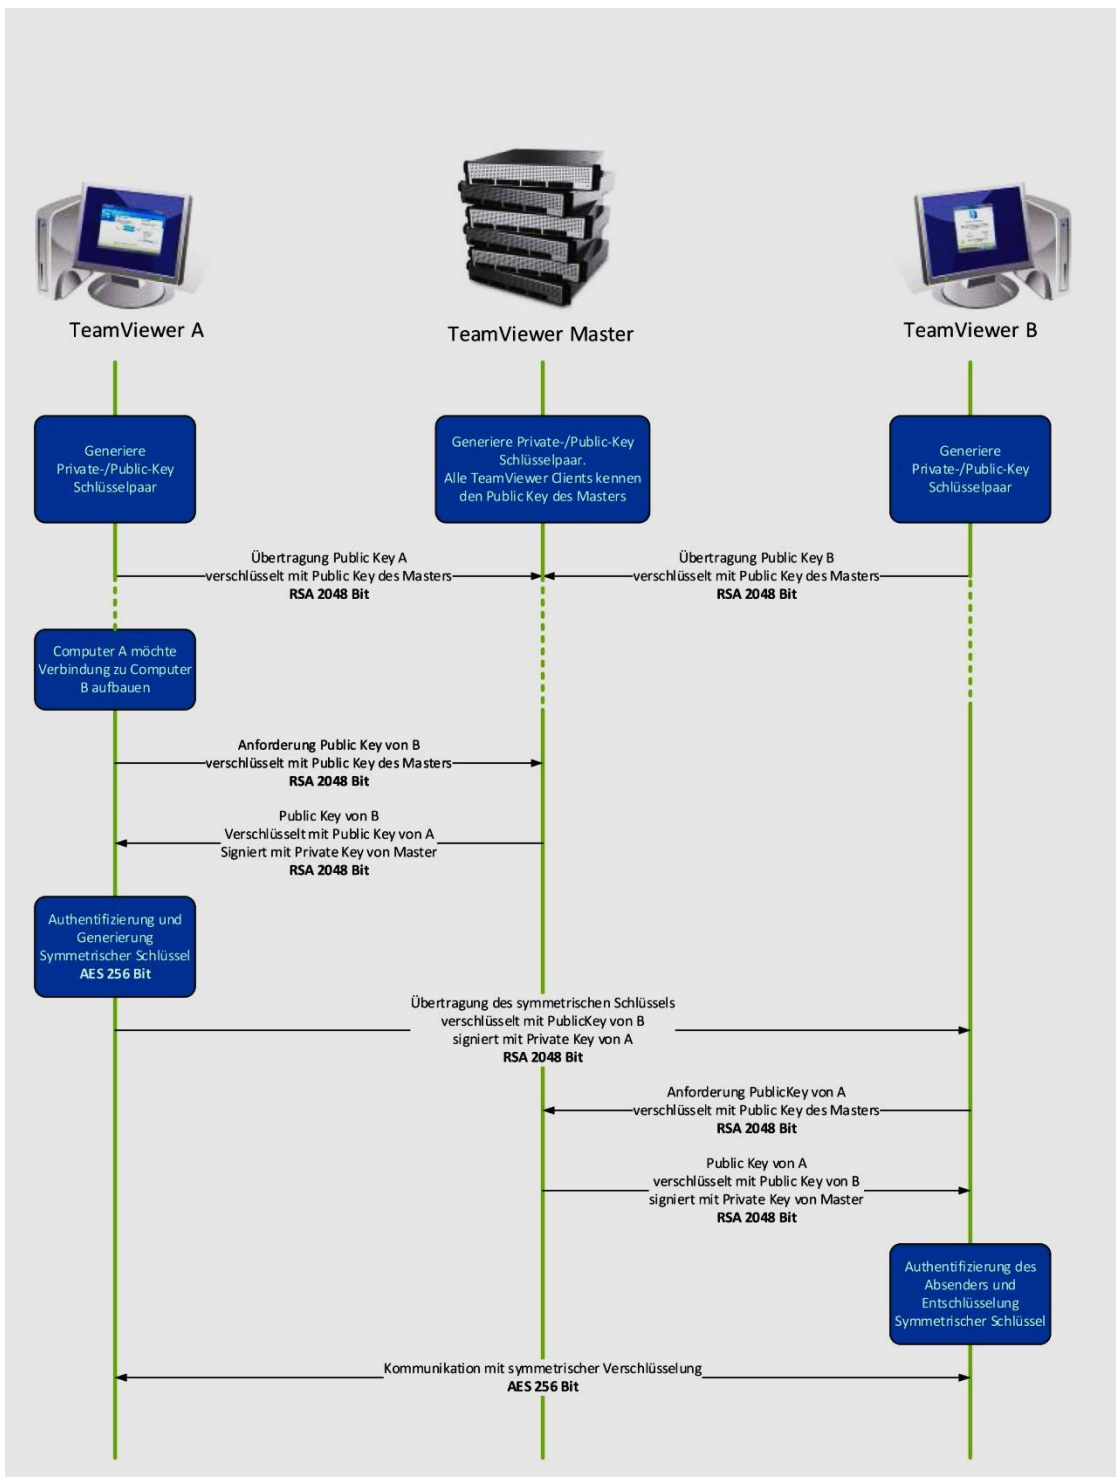 TeamViewer A
TeamViewer Master
TeamViewer B
Generiere
Private-/Public-Key
Schlüsselpaar
Generiere Private-/Public-Key
Schlüsselpaar.
Alle TeamViewer Clients kennen
den Public Key des Masters
Generiere
Private-/Public-Key
Schlüsselpaar
Übertragung Public Key A
verschlüsselt mit Public Key des Masters
RSA 2048 Bit
Übertragung Public Key B
verschlüsselt mit Public Key des Masters
RSA 2048 Bit
Computer A möchte
Verbindung zu Computer
B aufbauen
Anforderung Public Key von B
verschlüsselt mit Public Key des Masters
RSA 2048 Bit
Public Key von B
Verschlüsselt mit Public Key von A
Signiert mit Private Key von Master
RSA 2048 Bit
Authentifizierung und
Generierung
Symmetrischer Schlüssel
AES 256 Bit
Übertragung des symmetrischen Schlüssels
verschlüsselt mit PublicKey von B
signiert mit Private Key von A
RSA 2048 Bit
Anforderung PublicKey von A
verschlüsselt mit Public Key des Masters
RSA 2048 Bit
Public Key von A
verschlüsselt mit Public Key von B
signiert mit Private Key von Master
RSA 2048 Bit
Authentifizierung des
Absenders und
Entschlüsselung
Symmetrischer Schlüssel
Kommunikation mit symmetrischer Verschlüsselung
AES 256 Bit